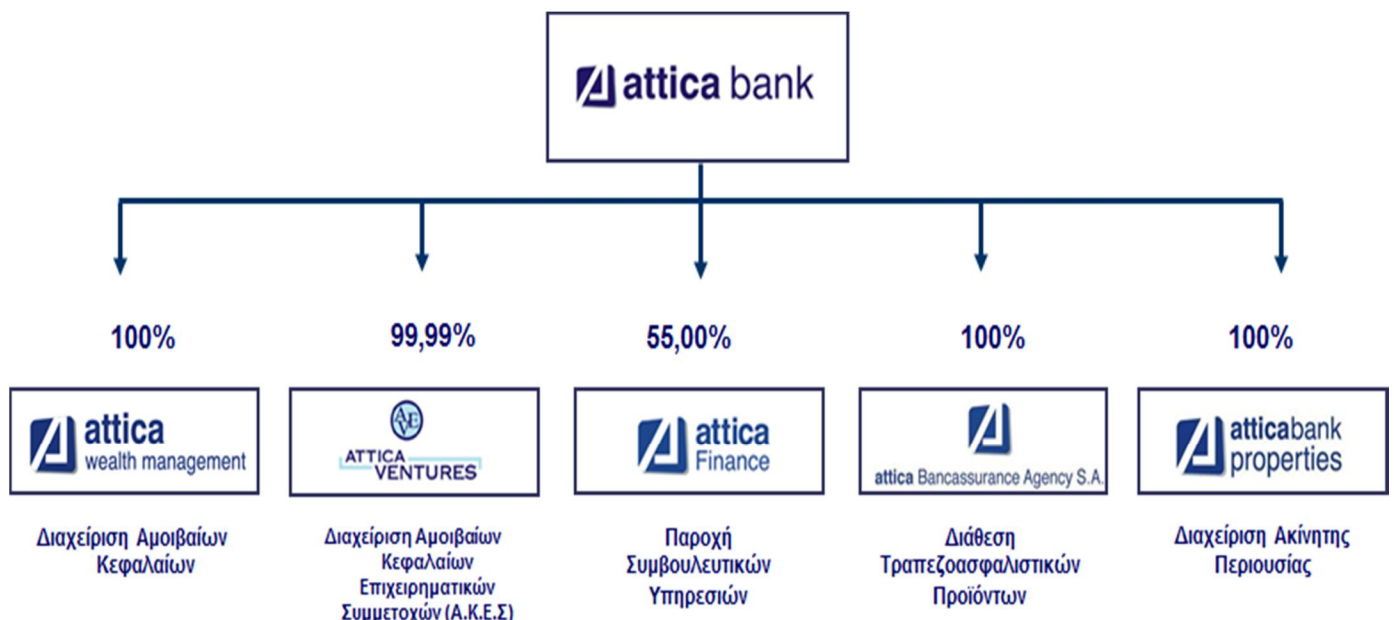 attica bank
100%
99,99%
55,00%
100%
100%
attica
wealth management
AVE
ATTICA
VENTURES
attica
Finance
attica Bancassurance Agency S.A.
atticabank
properties
Διαχείριση Αμοιβαίων
Κεφαλαίων
Διαχείριση Αμοιβαίων
Κεφαλαίων
Επιχειρηματικών
Συμμετοχών (Α.Κ.Ε.Σ)
Παροχή
Συμβουλευτικών
Υπηρεσιών
Διάθεση
Τραπεζοασφαλιστικών
Προϊόντων
Διαχείριση Ακίνητης
Περιουσίας